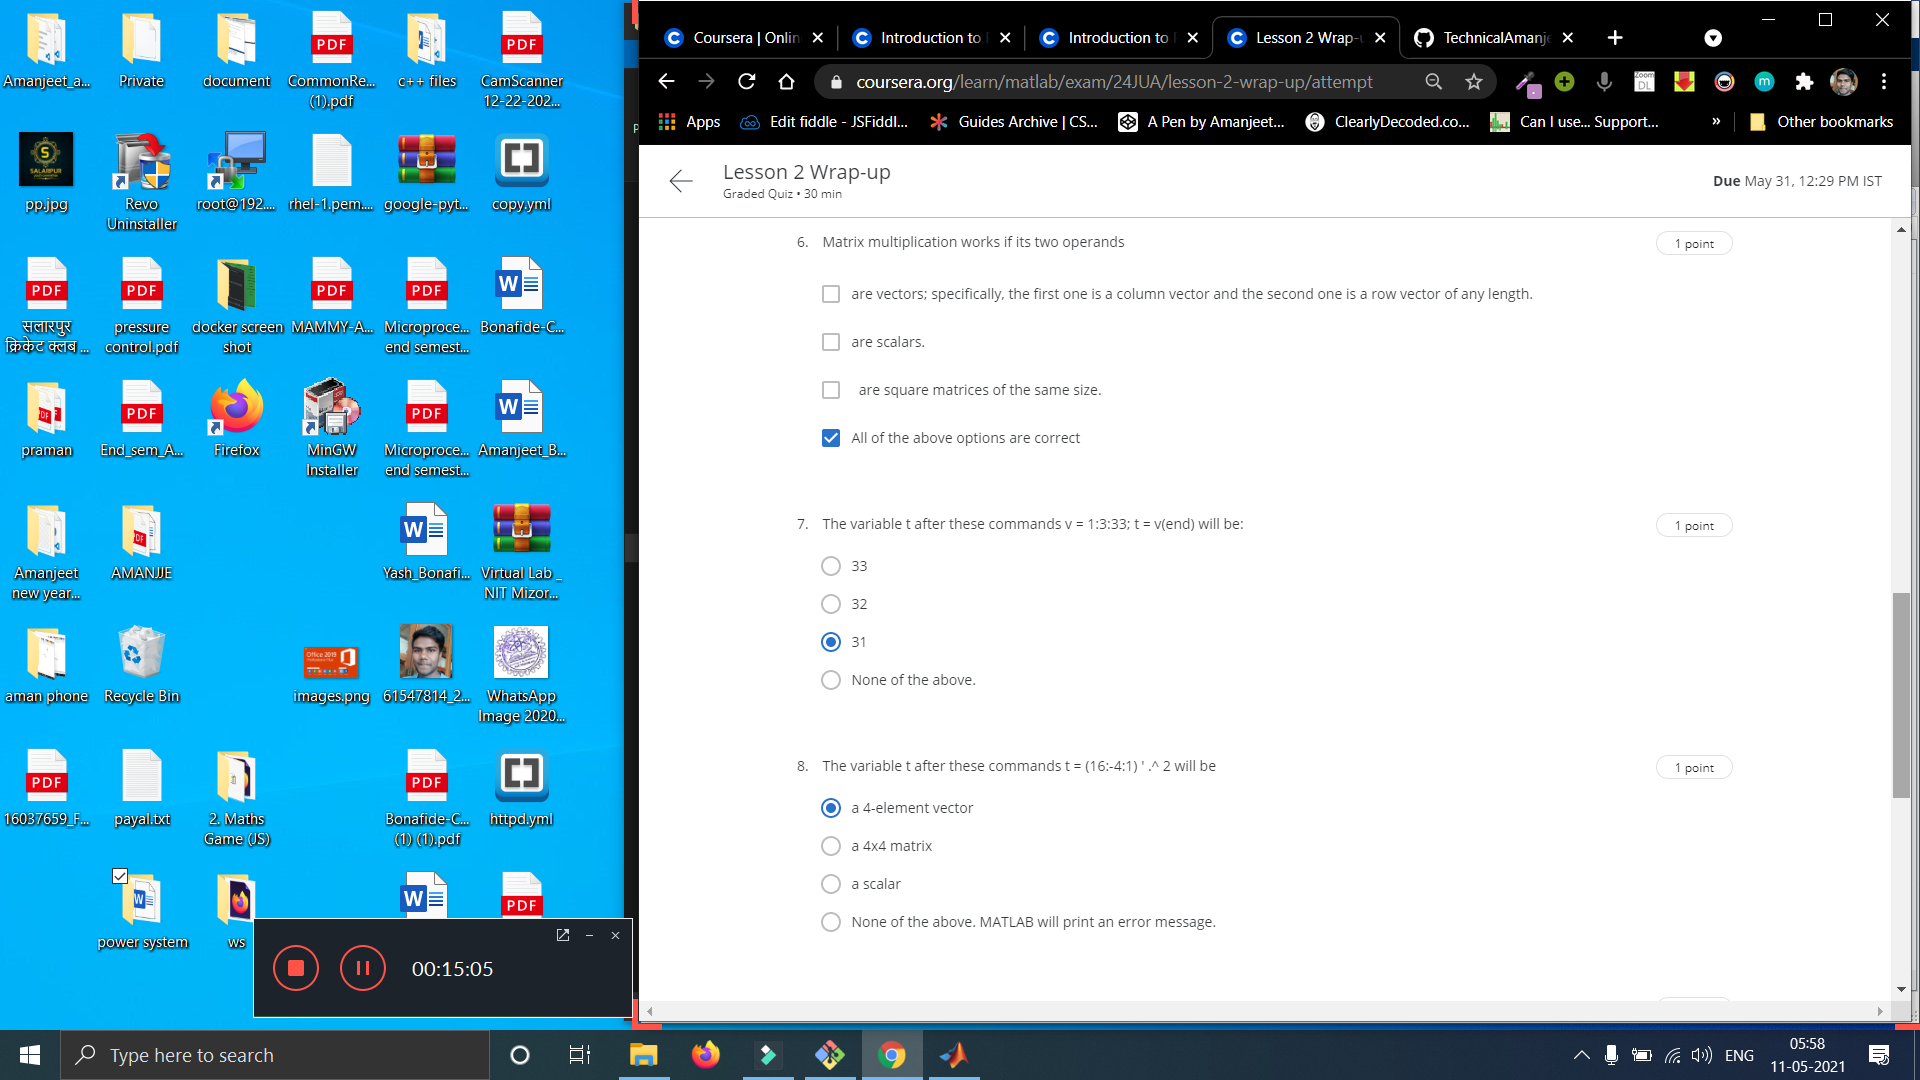 Amanjeet_a...
Private
document
CommonRe...
(1).pdf
c++ files
CamScanner
12-22-202...
pp.jpg
Revo
Uninstaller
root@192....
rhel-1.pem....
google-pyt...
copy.yml
सलारपुर
क्रिकेट क्लब ...
pressure
control.pdf
docker screen
shot
MAMMY-A...
Microproce...
end semest...
Bonafide-C...
praman
End_sem_A...
Firefox
MinGW
Installer
Microproce...
end semest...
Amanjeet_B...
Amanjeet
new year...
AMANJJE
Yash_Bonafi...
Virtual Lab _
NIT Mizor...
aman phone
Recycle Bin
images.png
61547814_2...
WhatsApp
Image 2020...
16037659_F...
payal.txt
2. Maths
Game (JS)
Bonafide-C...
(1) (1).pdf
httpd.yml
power system
ws
00:15:05
Coursera | Onlin
Introduction to
Introduction to
Lesson 2 Wrap-
TechnicalAmanje
coursera.org/learn/matlab/exam/24JUA/lesson-2-wrap-up/attempt
Apps
Edit fiddle - JSFiddl...
Guides Archive | CS...
A Pen by Amanjeet...
ClearlyDecoded.co...
Can I use... Support...
»
Other bookmarks
Lesson 2 Wrap-up
Graded Quiz • 30 min
Due May 31, 12:29 PM IST
6. Matrix multiplication works if its two operands
1 point
are vectors; specifically, the first one is a column vector and the second one is a row vector of any length.
are scalars.
are square matrices of the same size.
All of the above options are correct
7. The variable t after these commands v = 1:3:33; t = v(end) will be:
1 point
33
32
31
None of the above.
8. The variable t after these commands t = (16:-4:1) ' .^ 2 will be
1 point
a 4-element vector
a 4x4 matrix
a scalar
None of the above. MATLAB will print an error message.
Type here to search
ENG
05:58
11-05-2021